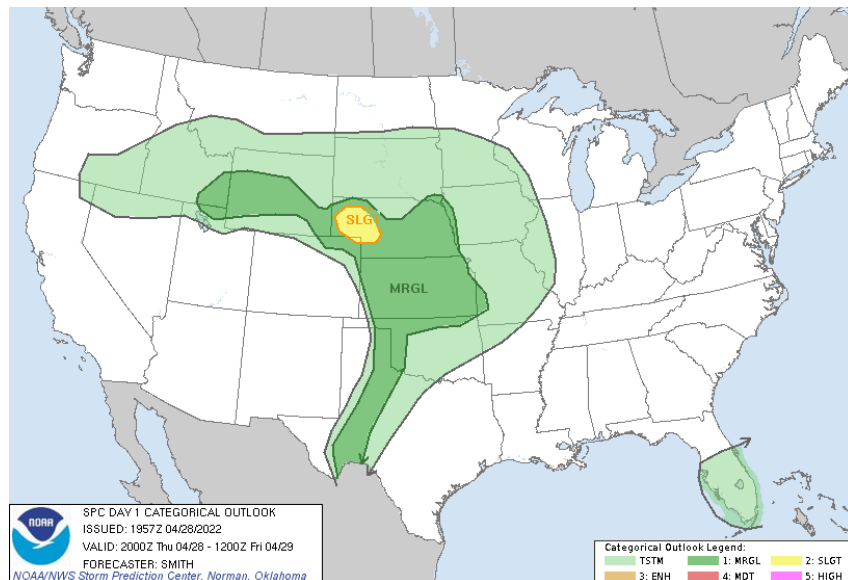 SLG
MRGL
NOAA
SPC DAY 1 CATEGORICAL OUTLOOK
ISSUED: 1957Z 04/28/2022
VALID: 2000Z Thu 04/28 - 1200Z Fri 04/29
FORECASTER: SMITH
NOAA/NWS Storm Prediction Center, Norman, Oklahoma
Categorical Outlook Legend:
TSTM 1: MRGL 2: SLGT
3: ENH 4: MDT 5: HIGH